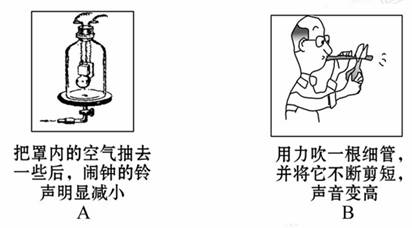 把罩内的空气抽去
一些后，闹钟的铃
声明显减小
A
用力吹一根细管，
并将它不断剪短，
声音变高
B